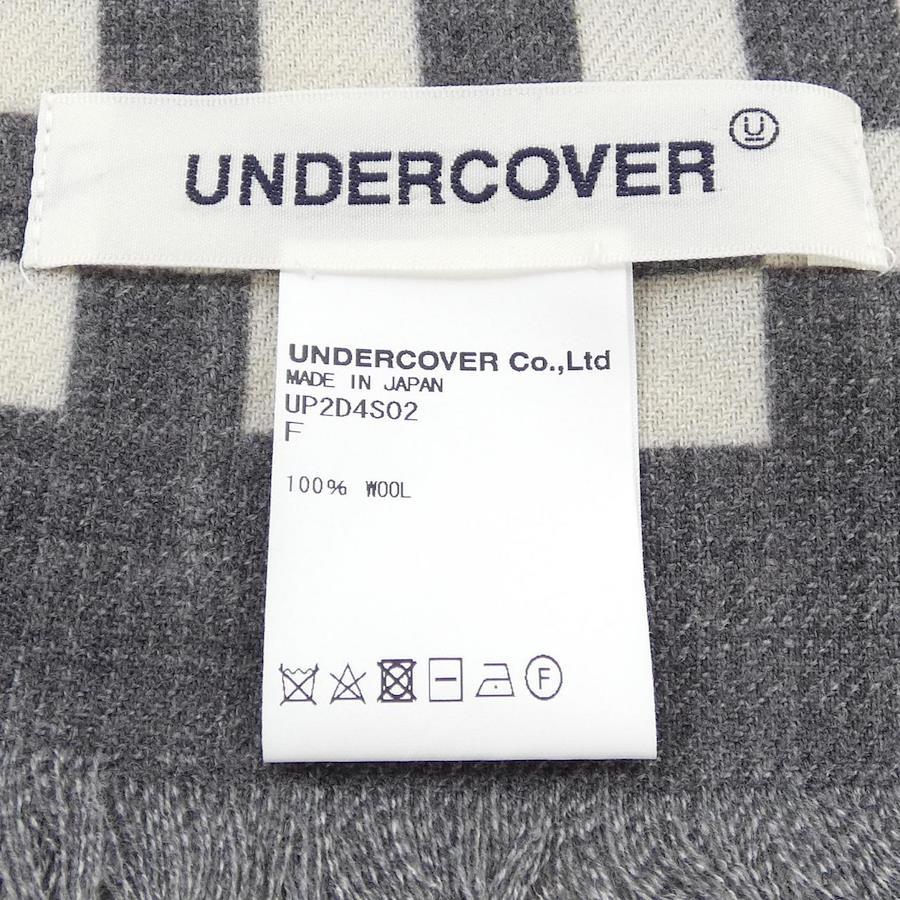 UNDERCOVER U
UNDERCOVER Co.,Ltd
MADE IN JAPAN
UP2D4S02
F
100% WOOL
F